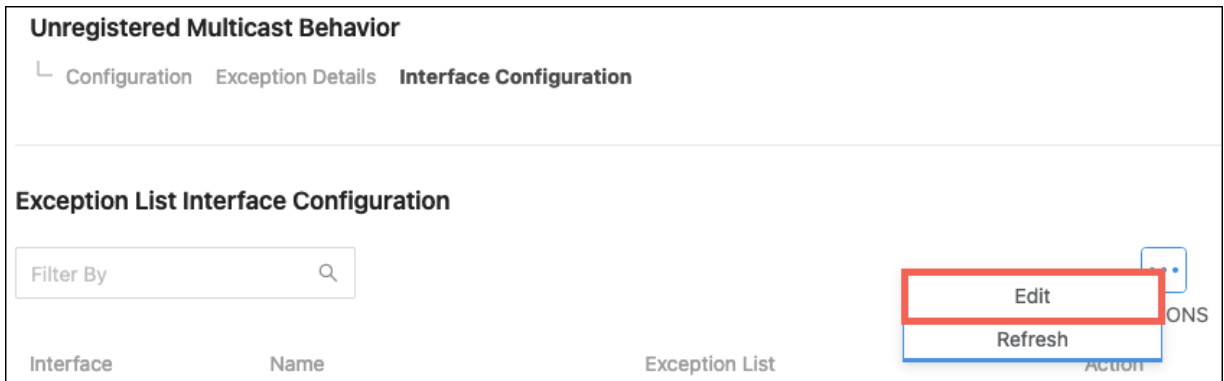 Unregistered Multicast Behavior
Configuration Exception Details Interface Configuration
Exception List Interface Configuration
Filter By
Edit
ONS
Refresh
Interface Name Exception List Action